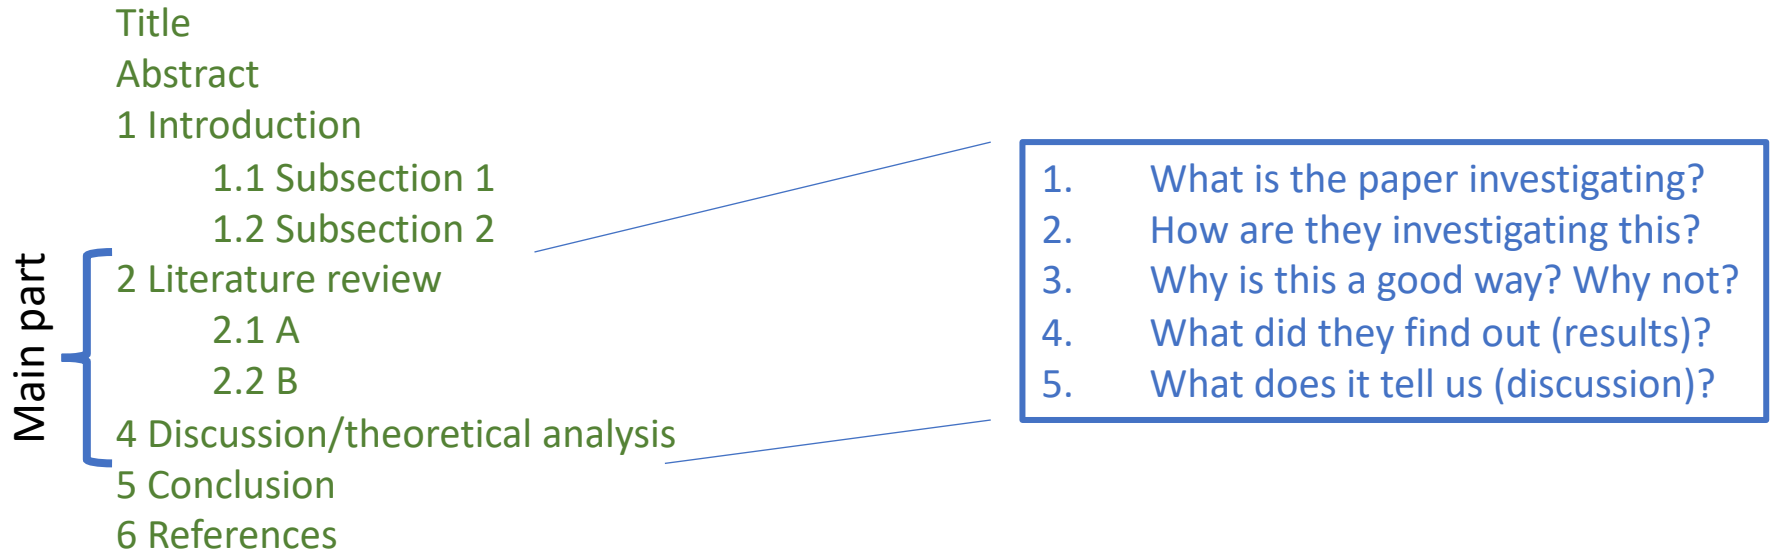 Title
Abstract
1 Introduction
1.1 Subsection 1
1.2 Subsection 2
Main part
2 Literature review
2.1 A
2.2 B
4 Discussion/theoretical analysis
5 Conclusion
6 References
1. What is the paper investigating?
2. How are they investigating this?
3. Why is this a good way? Why not?
4. What did they find out (results)?
5. What does it tell us (discussion)?